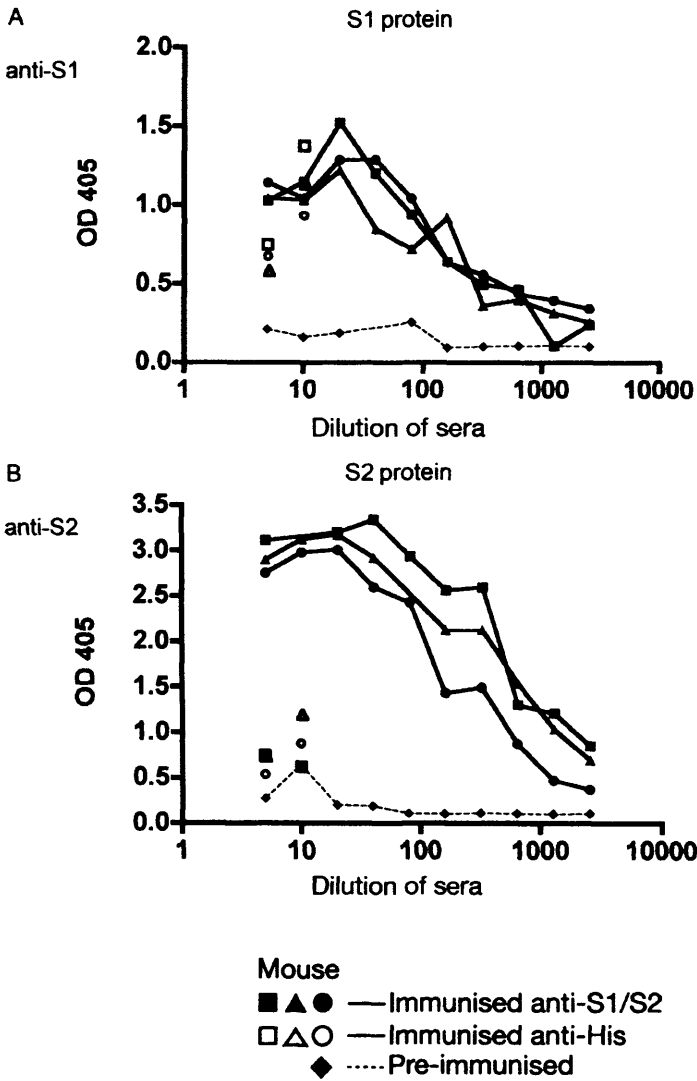 A
S1 protein
anti-S1
2.0
1.5
1.0
0.5
0.0
OD 405
1 10 100 1000 10000
Dilution of sera
B
S2 protein
anti-S2
3.5
3.0
2.5
2.0
1.5
1.0
0.5
0.0
OD 405
1 10 100 1000 10000
Dilution of sera
Mouse
Immunised anti-S1/S2
Immunised anti-His
Pre-immunised